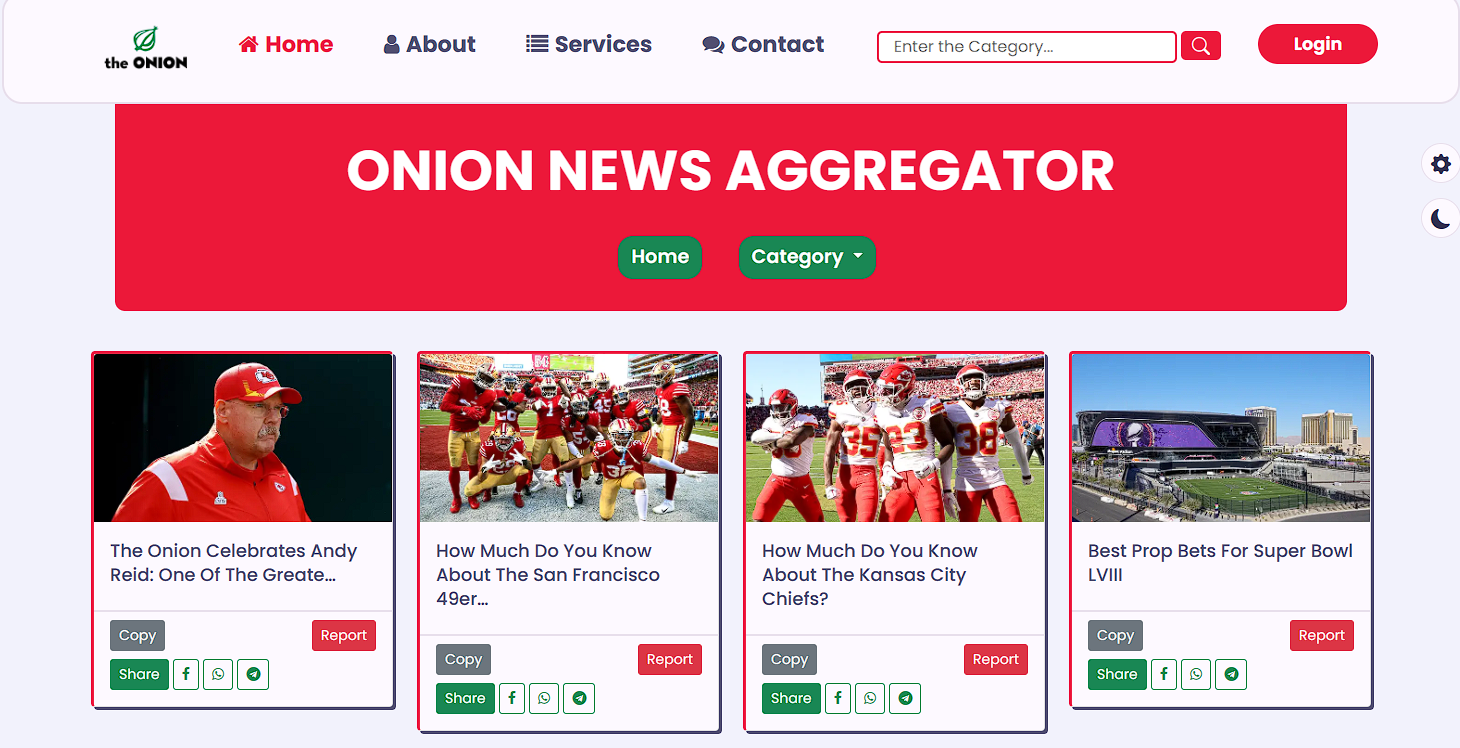 the ONION
Home
About
Services
Contact
Enter the Category...
Login
ONION NEWS AGGREGATOR
Home
Category
The Onion Celebrates Andy
Reid: One Of The Greate...
Copy
Report
Share
How Much Do You Know
About The San Francisco
49er...
Copy
Report
Share
How Much Do You Know
About The Kansas City
Chiefs?
35
23
38
Copy
Report
Share
Best Prop Bets For Super Bowl
LVIII
Copy
Report
Share